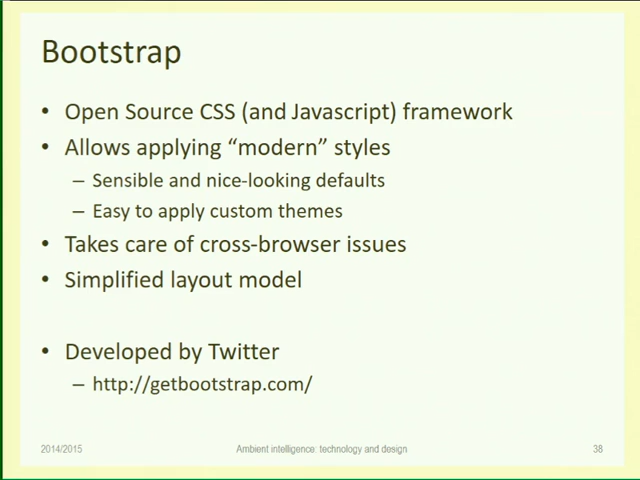 Bootstrap
• Open Source CSS (and Javascript) framework
• Allows applying “modern” styles
– Sensible and nice-looking defaults
– Easy to apply custom themes
• Takes care of cross-browser issues
• Simplified layout model
• Developed by Twitter
– http://getbootstrap.com/
2014/2015 Ambient intelligence: technology and design 38